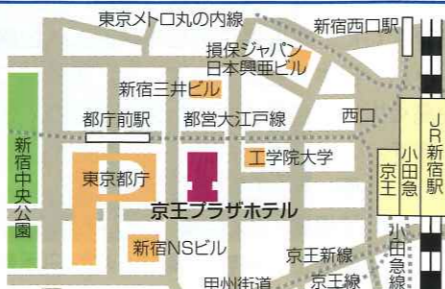 東京メトロ丸の内線
新宿西口駅
損保ジャパン
日本興亜ビル
新宿三井ビル
都庁前駅
都営大江戸線
西口
JR新宿駅
新宿中央公園
東京都庁
工学院大学
京王
小田急
京王プラザホテル
新宿NSビル
京王新線
小田急線
甲州街道
京王線